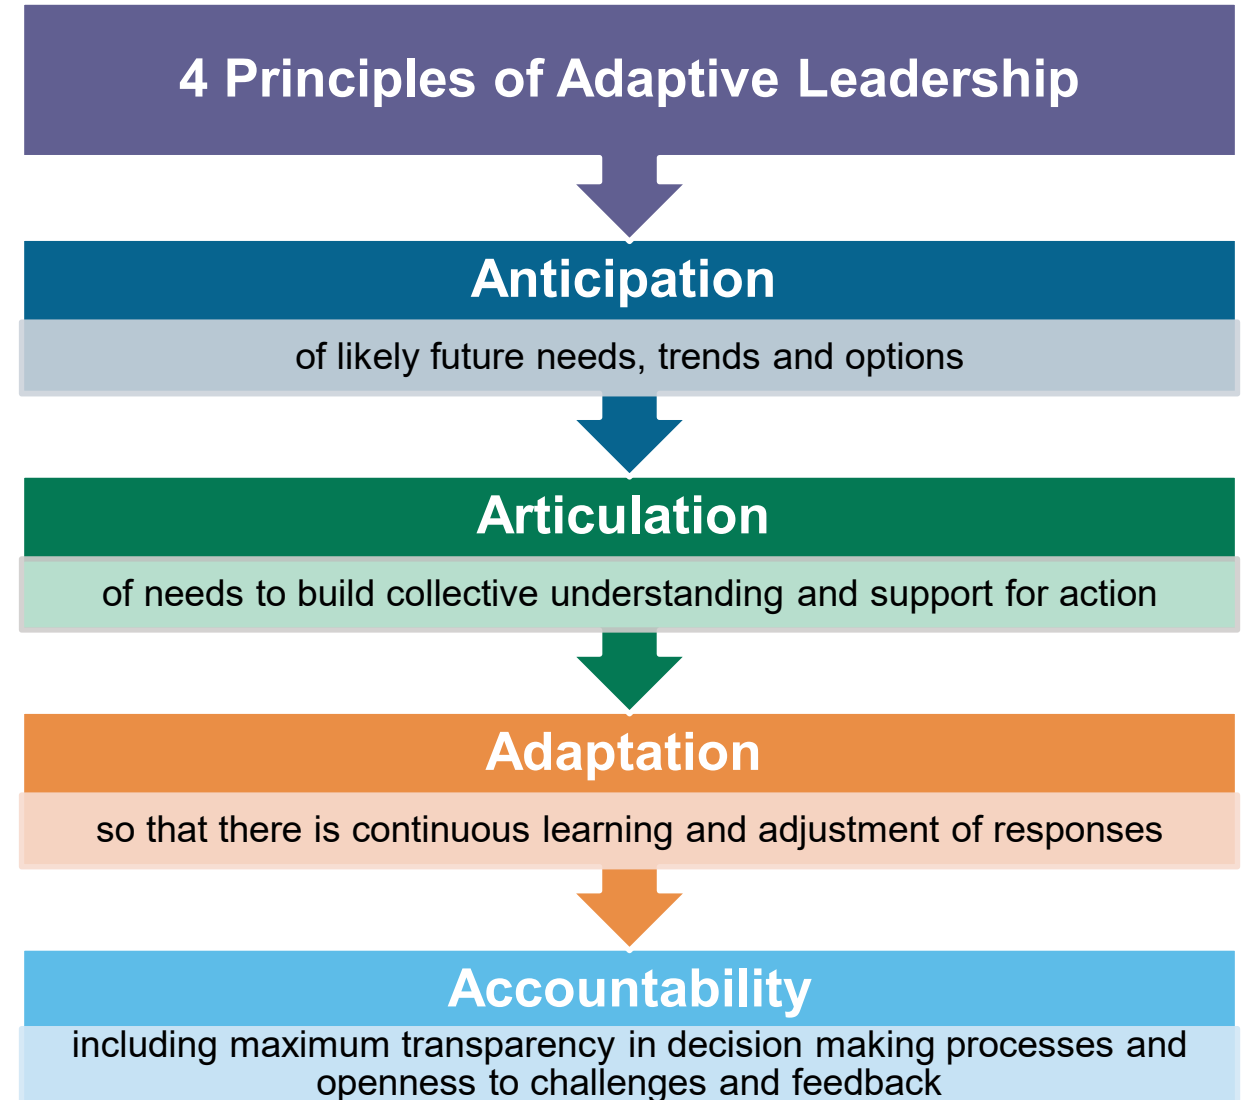 4 Principles of Adaptive Leadership
Anticipation
of likely future needs, trends and options
Articulation
of needs to build collective understanding and support for action
Adaptation
so that there is continuous learning and adjustment of responses
Accountability
including maximum transparency in decision making processes and
openness to challenges and feedback